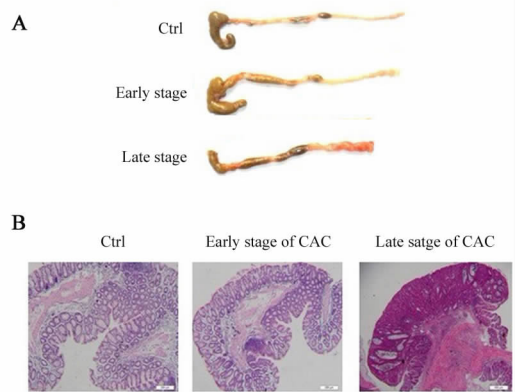 A
Ctrl
Early stage
Late stage
B
Ctrl
Early stage of CAC
Late satge of CAC